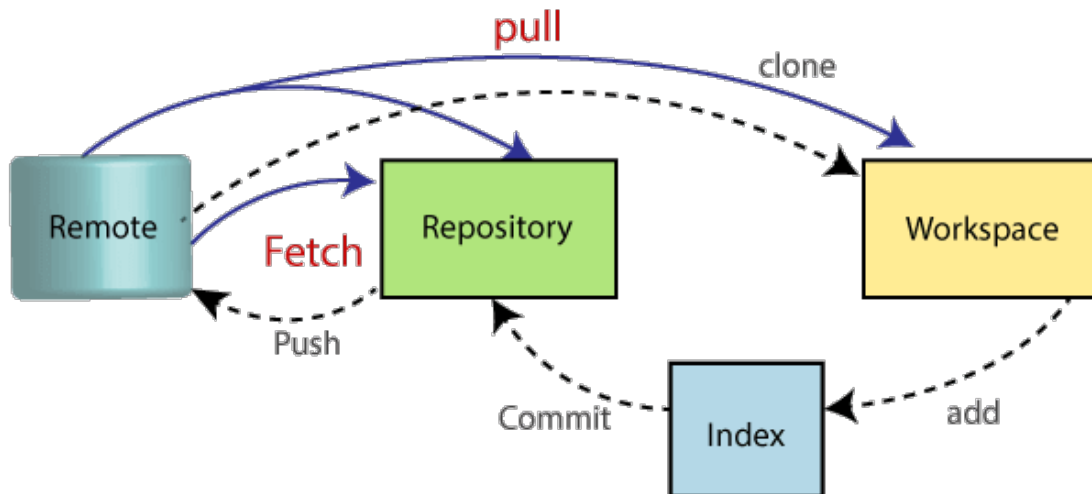 pull
clone
Remote
Repository
Workspace
Fetch
Push
Commit
Index
add